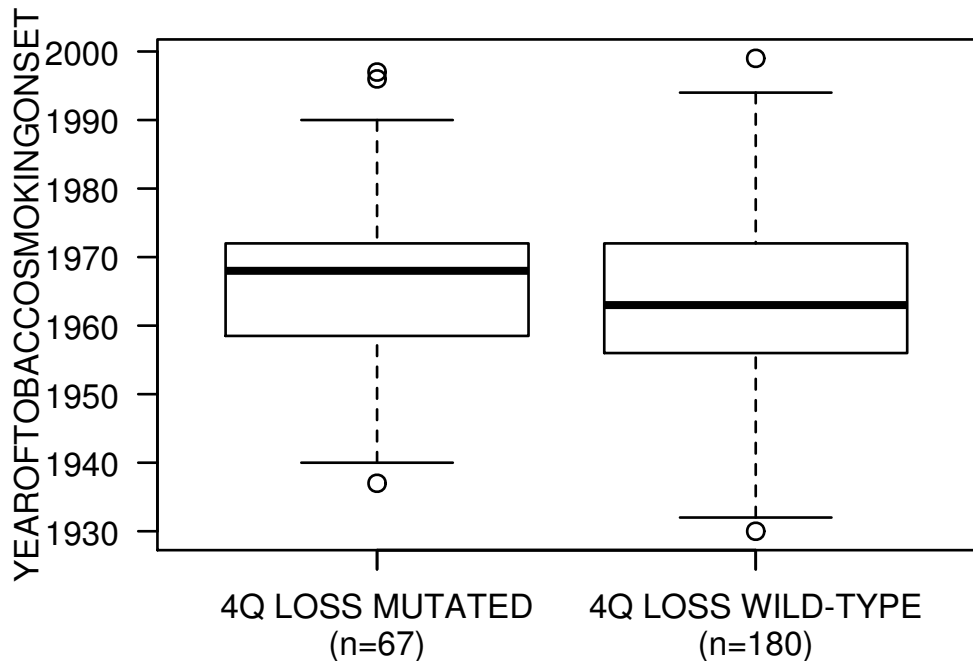 YEAROFTOBACCOSMOKINGONSET
2000
1990
1980
1970
1960
1950
1940
1930
4Q LOSS MUTATED
(n=67)
4Q LOSS WILD-TYPE
(n=180)